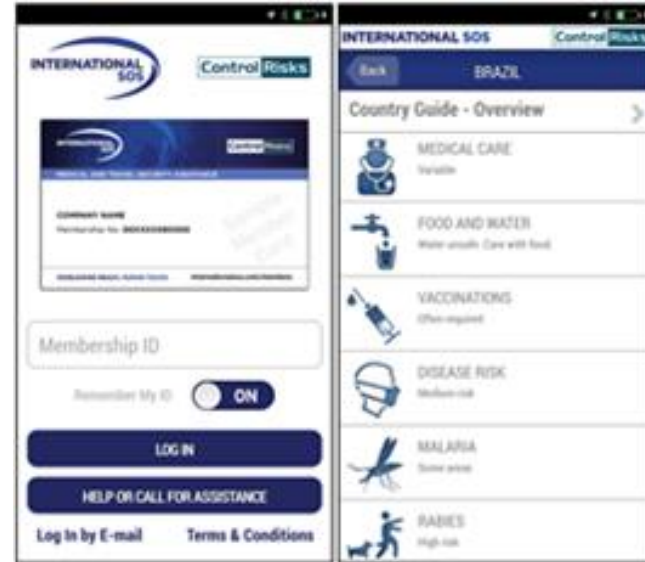 INTERNATIONAL
SOS
Control Risks
COMPANY NAME
Membership ID
Remember My ID
ON
LOG IN
HELP OR CALL FOR ASSISTANCE
Log In by E-mail
Terms & Conditions
INTERNATIONAL SOS
Control Risks
Back
BRAZIL
Country Guide - Overview
MEDICAL CARE
Variable
FOOD AND WATER
Water unsafe. Care with food.
VACCINATIONS
Often required
DISEASE RISK
Medium risk
MALARIA
Some areas
RABIES
High risk